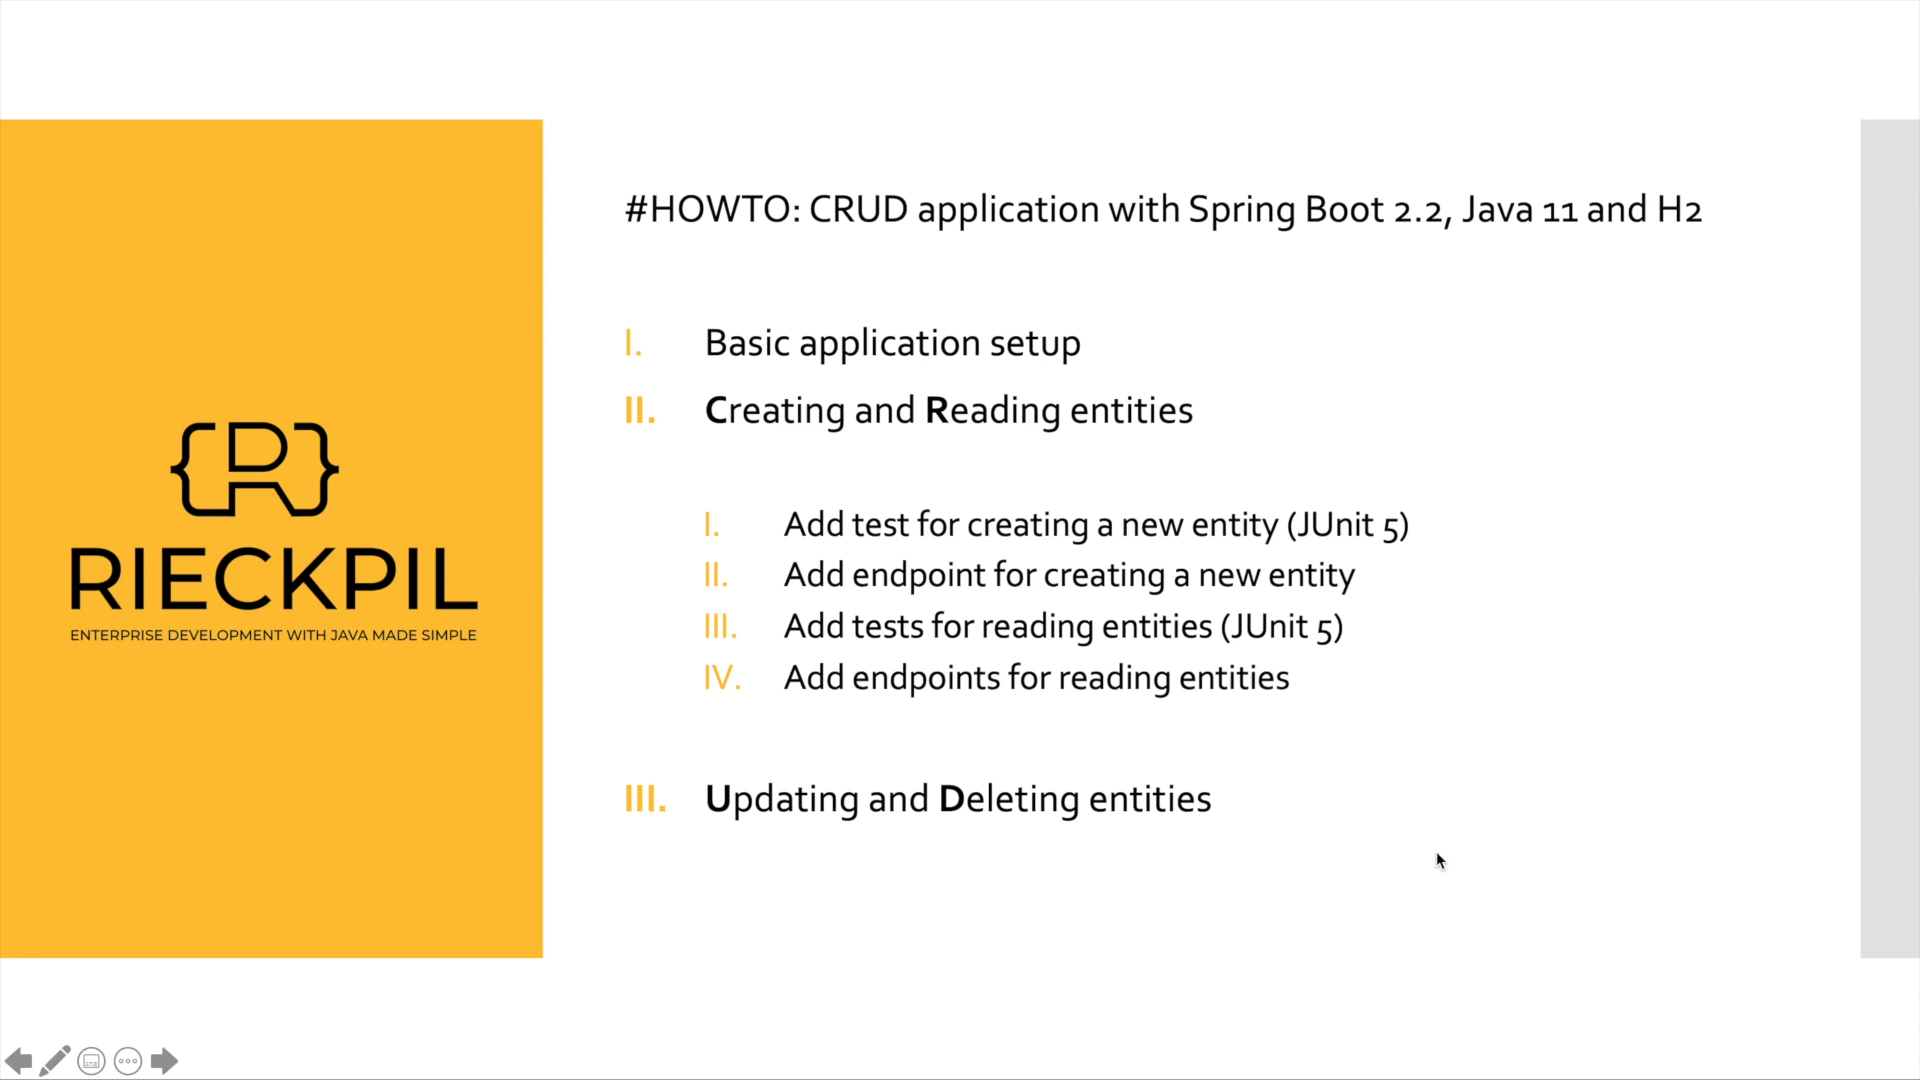 {R}
RIECKPIL
ENTERPRISE DEVELOPMENT WITH JAVA MADE SIMPLE
#HOWTO: CRUD application with Spring Boot 2.2, Java 11 and H2
I. Basic application setup
II. Creating and Reading entities
I. Add test for creating a new entity (JUnit 5)
II. Add endpoint for creating a new entity
III. Add tests for reading entities (JUnit 5)
IV. Add endpoints for reading entities
III. Updating and Deleting entities